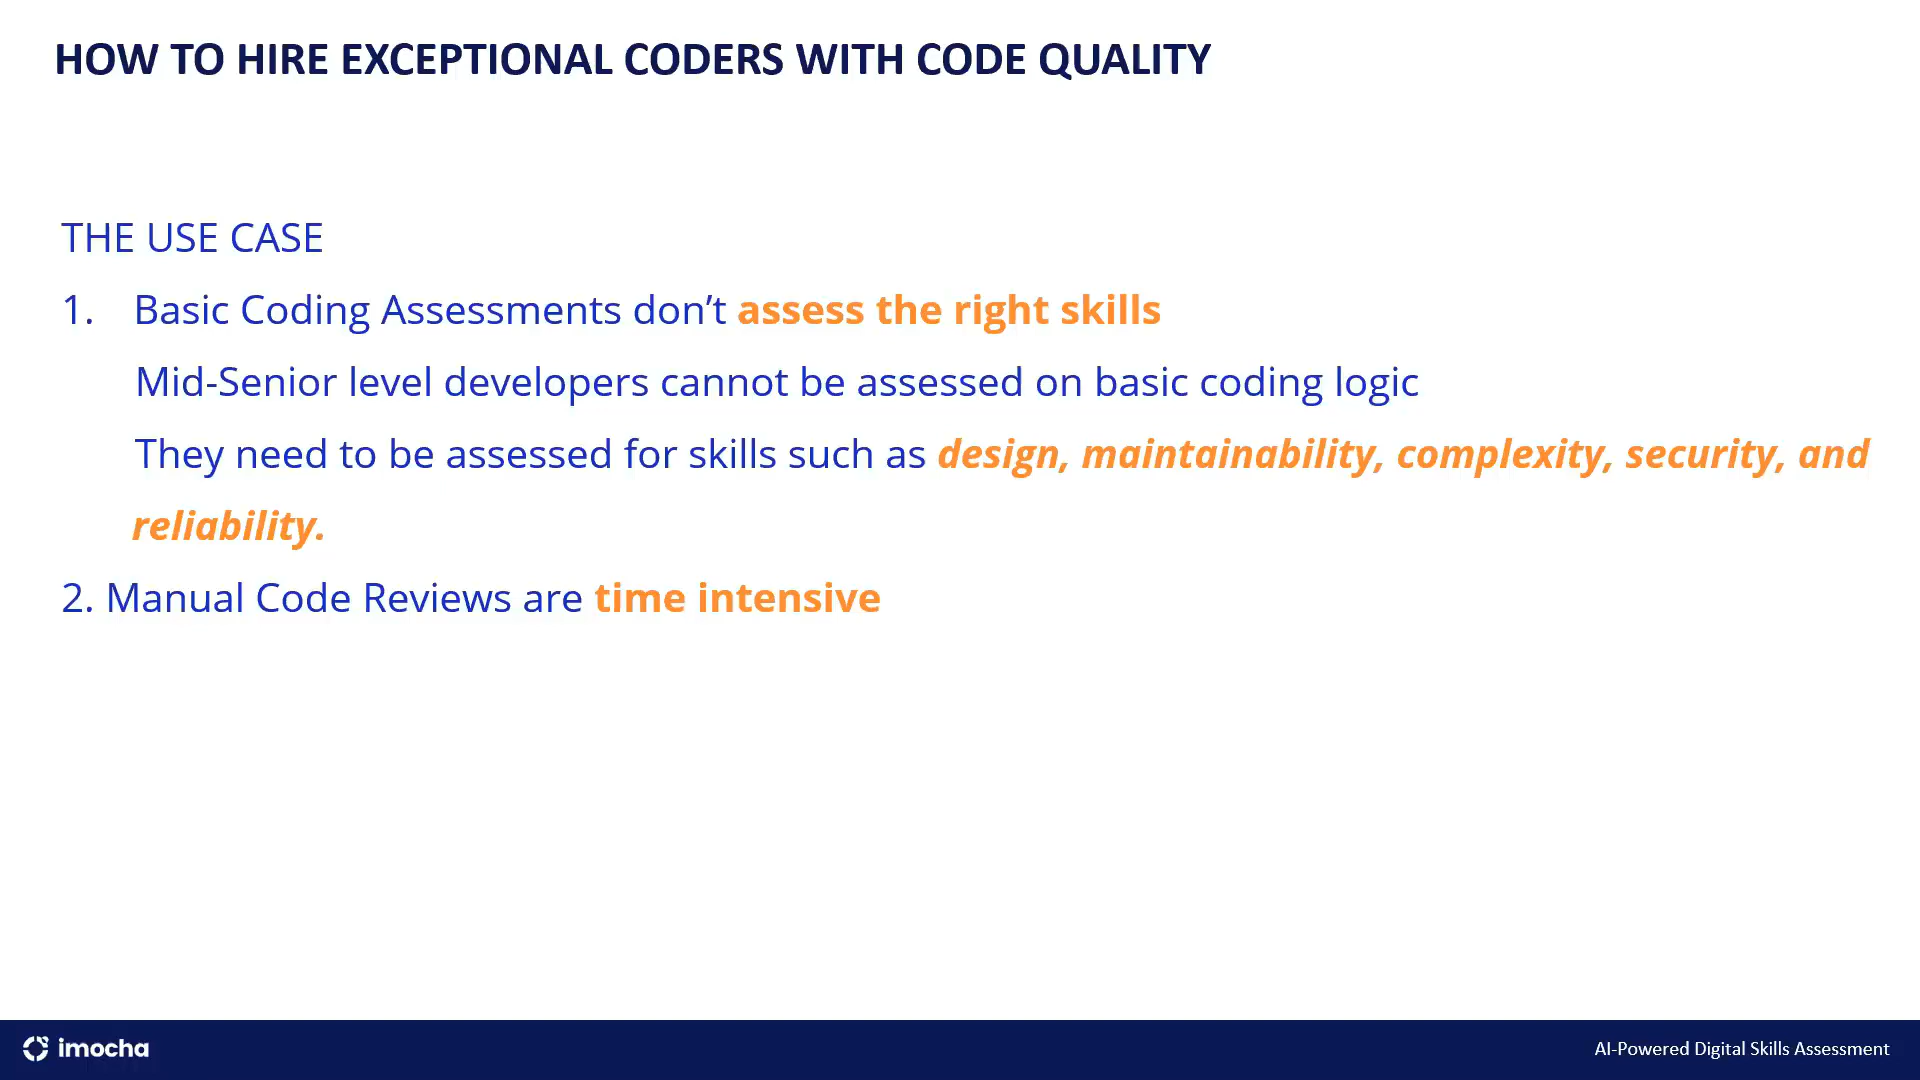 HOW TO HIRE EXCEPTIONAL CODERS WITH CODE QUALITY
THE USE CASE
1. Basic Coding Assessments don’t assess the right skills
Mid-Senior level developers cannot be assessed on basic coding logic
They need to be assessed for skills such as design, maintainability, complexity, security, and
reliability.
2. Manual Code Reviews are time intensive
imocha
AI-Powered Digital Skills Assessment